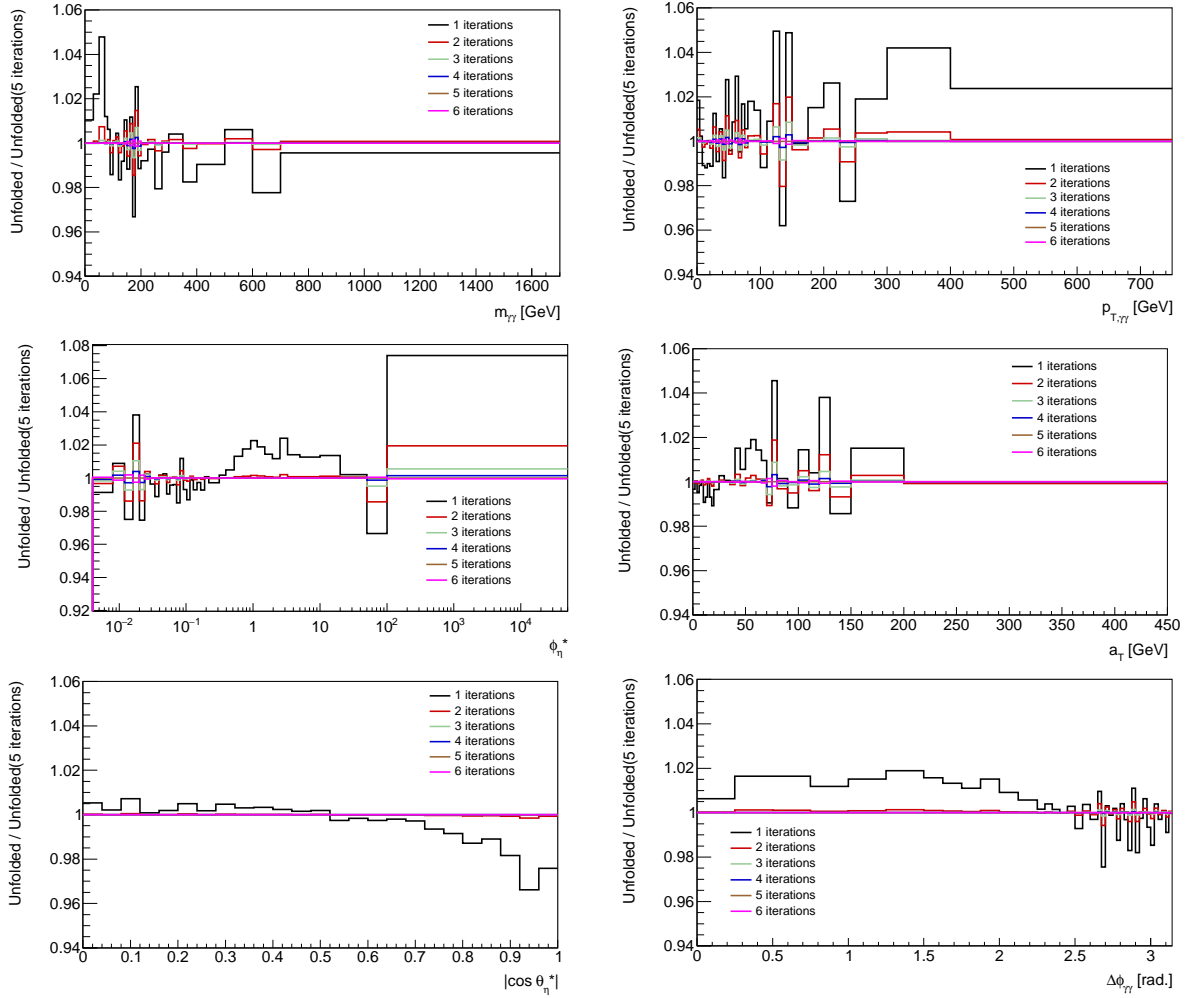 Unfolded / Unfolded(5 iterations)
1.06
1.04
1.02
1
0.98
0.96
0.94
1 iterations
2 iterations
3 iterations
4 iterations
5 iterations
6 iterations
0 200 400 600 800 1000 1200 1400 1600
m_γγ [GeV]
Unfolded / Unfolded(5 iterations)
1.06
1.04
1.02
1
0.98
0.96
0.94
1 iterations
2 iterations
3 iterations
4 iterations
5 iterations
6 iterations
0 100 200 300 400 500 600 700
p_T,γγ [GeV]
Unfolded / Unfolded(5 iterations)
1.08
1.06
1.04
1.02
1
0.98
0.96
0.94
0.92
1 iterations
2 iterations
3 iterations
4 iterations
5 iterations
6 iterations
10⁻² 10⁻¹ 1 10 10² 10³ 10⁴
ϕ_η*
Unfolded / Unfolded(5 iterations)
1.06
1.04
1.02
1
0.98
0.96
0.94
1 iterations
2 iterations
3 iterations
4 iterations
5 iterations
6 iterations
0 50 100 150 200 250 300 350 400 450
a_T [GeV]
Unfolded / Unfolded(5 iterations)
1.06
1.04
1.02
1
0.98
0.96
0.94
1 iterations
2 iterations
3 iterations
4 iterations
5 iterations
6 iterations
0 0.1 0.2 0.3 0.4 0.5 0.6 0.7 0.8 0.9 1
|cos θ_η*|
Unfolded / Unfolded(5 iterations)
1.06
1.04
1.02
1
0.98
0.96
0.94
1 iterations
2 iterations
3 iterations
4 iterations
5 iterations
6 iterations
0 0.5 1 1.5 2 2.5 3
Δϕ_γγ [rad.]